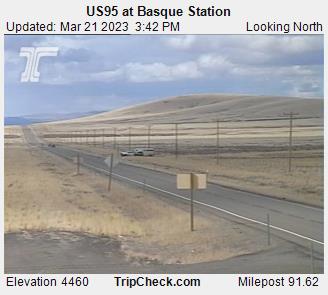 US95 at Basque Station
Updated: Mar 21 2023 3:42 PM Looking North
Elevation 4460 TripCheck.com Milepost 91.62